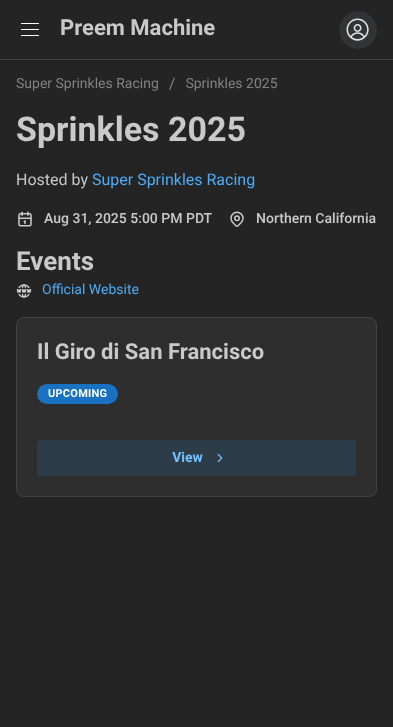 Preem Machine
Super Sprinkles Racing / Sprinkles 2025
Sprinkles 2025
Hosted by Super Sprinkles Racing
Aug 31, 2025 5:00 PM PDT Northern California
Events
Official Website
Il Giro di San Francisco
UPCOMING
View